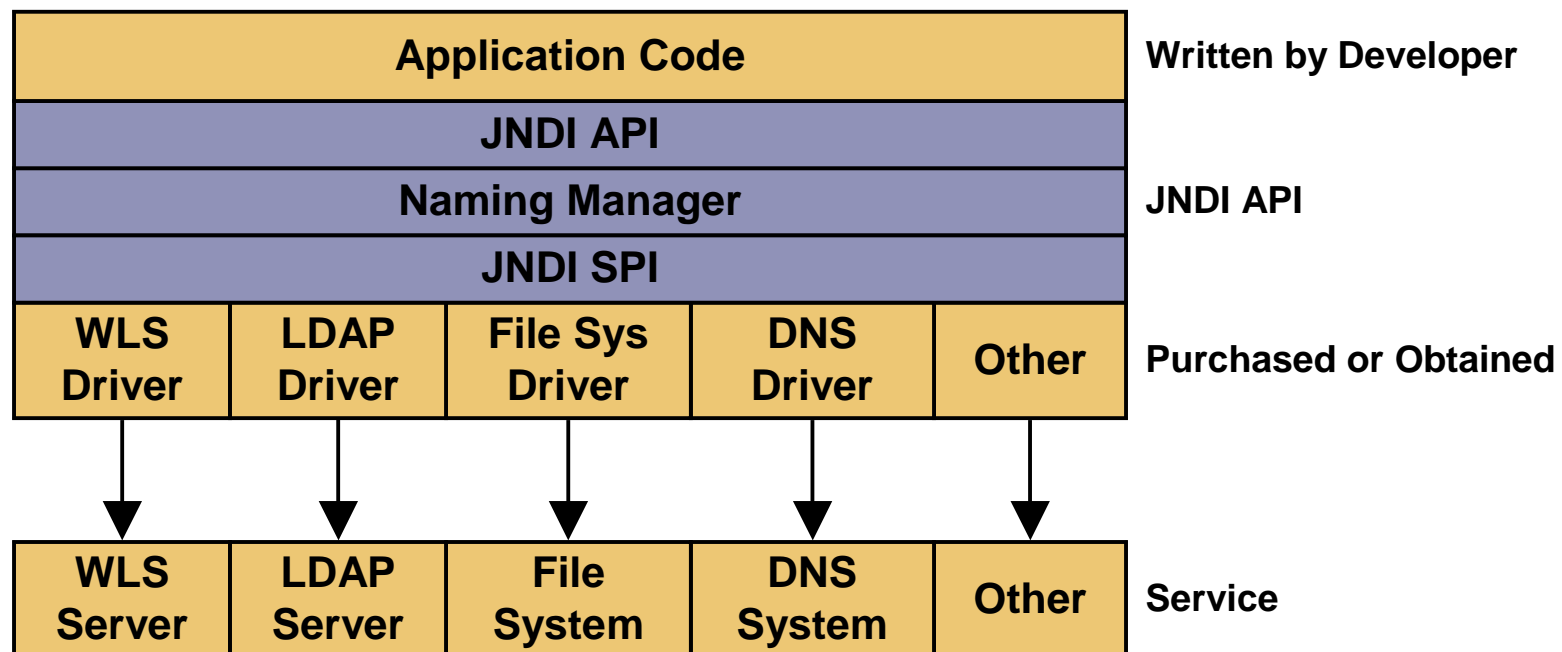 Application Code
Written by Developer
JNDI API
Naming Manager
JNDI API
JNDI SPI
WLS
Driver
LDAP
Driver
File Sys
Driver
DNS
Driver
Other
Purchased or Obtained
WLS
Server
LDAP
Server
File
System
DNS
System
Other
Service